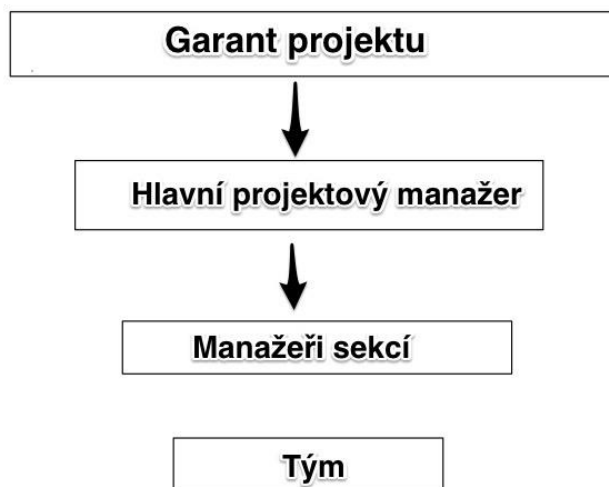 Garant projektu
Hlavní projektový manažer
Manažeři sekcí
Tým